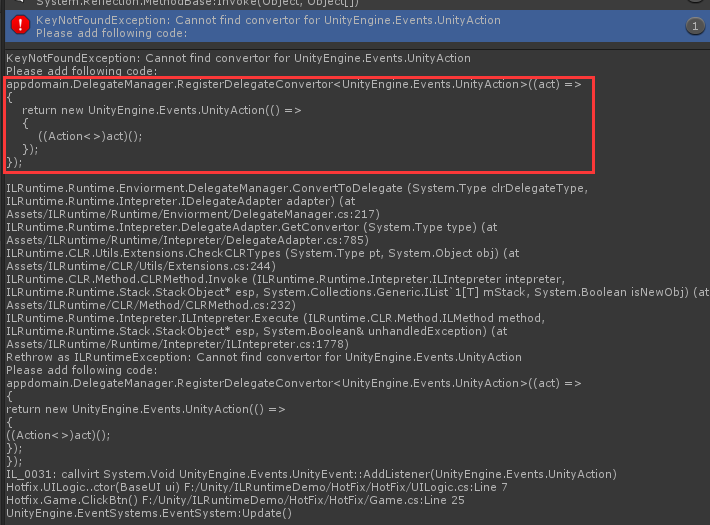 System.Reflection.MethodBase:Invoke(Object, Object[])
KeyNotFoundException: Cannot find convertor for UnityEngine.Events.UnityAction
Please add following code:
1
KeyNotFoundException: Cannot find convertor for UnityEngine.Events.UnityAction
Please add following code:
appdomain.DelegateManager.RegisterDelegateConvertor<UnityEngine.Events.UnityAction>((act) =>
{
return new UnityEngine.Events.UnityAction(() =>
{
((Action<>)act)();
});
});
ILRuntime.Runtime.Enviorment.DelegateManager.ConvertToDelegate (System.Type clrDelegateType,
ILRuntime.Runtime.Intepreter.IDelegateAdapter adapter) (at
Assets/ILRuntime/Runtime/Enviorment/DelegateManager.cs:217)
ILRuntime.Runtime.Intepreter.DelegateAdapter.GetConvertor (System.Type type) (at
Assets/ILRuntime/Runtime/Intepreter/DelegateAdapter.cs:785)
ILRuntime.CLR.Utils.Extensions.CheckCLRTypes (System.Type pt, System.Object obj) (at
Assets/ILRuntime/CLR/Utils/Extensions.cs:244)
ILRuntime.CLR.Method.CLRMethod.Invoke (ILRuntime.Runtime.Intepreter.ILIntepreter intepreter,
ILRuntime.Runtime.Stack.StackObject* esp, System.Collections.Generic.IList`1[T] mStack, System.Boolean isNewObj) (at
Assets/ILRuntime/CLR/Method/CLRMethod.cs:232)
ILRuntime.Runtime.Intepreter.ILIntepreter.Execute (ILRuntime.CLR.Method.ILMethod method,
ILRuntime.Runtime.Stack.StackObject* esp, System.Boolean& unhandledException) (at
Assets/ILRuntime/Runtime/Intepreter/ILIntepreter.cs:1778)
Rethrow as ILRuntimeException: Cannot find convertor for UnityEngine.Events.UnityAction
Please add following code:
appdomain.DelegateManager.RegisterDelegateConvertor<UnityEngine.Events.UnityAction>((act) =>
{
return new UnityEngine.Events.UnityAction(() =>
{
((Action<>)act)();
});
});
IL_0031: callvirt System.Void UnityEngine.Events.UnityEvent::AddListener(UnityEngine.Events.UnityAction)
Hotfix.UILogic..ctor(BaseUI ui) F:/Unity/ILRuntimeDemo/HotFix/HotFix/UILogic.cs:Line 7
Hotfix.Game.ClickBtn() F:/Unity/ILRuntimeDemo/HotFix/HotFix/Game.cs:Line 25
UnityEngine.EventSystems.EventSystem:Update()